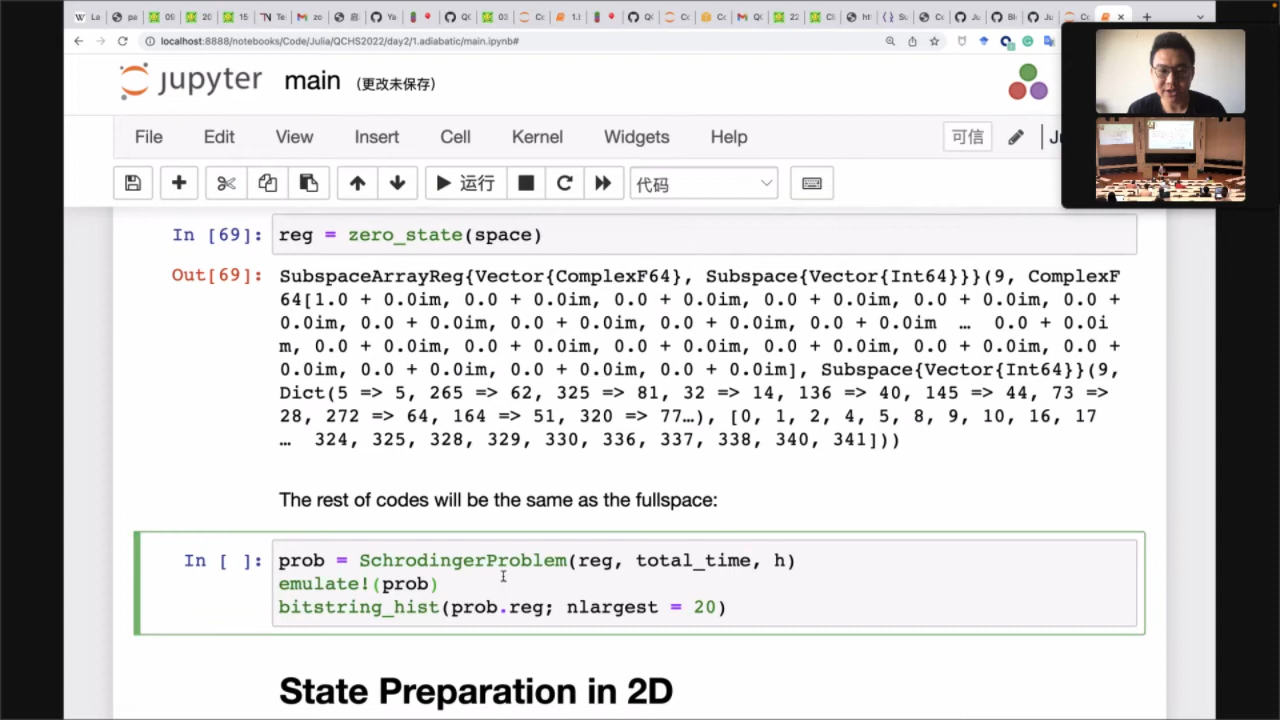 localhost:8888/notebooks/Code/Julia/QCHS2022/day2/1.adiabatic/main.ipynb#
jupyter main (更改未保存)
File Edit View Insert Cell Kernel Widgets Help 可信
运行 代码
In [69]: reg = zero_state(space)
Out[69]: SubspaceArrayReg{Vector{ComplexF64}, Subspace{Vector{Int64}}}(9, ComplexF
64[1.0 + 0.0im, 0.0 + 0.0im, 0.0 + 0.0im, 0.0 + 0.0im, 0.0 + 0.0im, 0.0 +
0.0im, 0.0 + 0.0im, 0.0 + 0.0im, 0.0 + 0.0im, 0.0 + 0.0im … 0.0 + 0.0i
m, 0.0 + 0.0im, 0.0 + 0.0im, 0.0 + 0.0im, 0.0 + 0.0im, 0.0 + 0.0im, 0.0 +
0.0im, 0.0 + 0.0im, 0.0 + 0.0im, 0.0 + 0.0im], Subspace{Vector{Int64}}(9,
Dict(5 => 5, 265 => 62, 325 => 81, 32 => 14, 136 => 40, 145 => 44, 73 =>
28, 272 => 64, 164 => 51, 320 => 77…), [0, 1, 2, 4, 5, 8, 9, 10, 16, 17
… 324, 325, 328, 329, 330, 336, 337, 338, 340, 341]))
The rest of codes will be the same as the fullspace:
In [ ]: prob = SchrodingerProblem(reg, total_time, h)
emulate!(prob)
bitstring_hist(prob.reg; nlargest = 20)
State Preparation in 2D